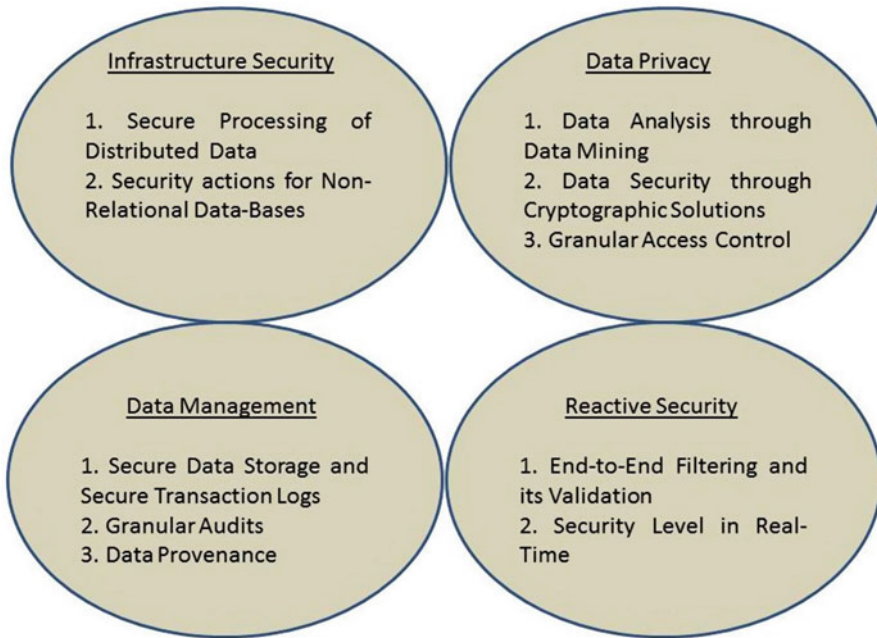 Infrastructure Security
1. Secure Processing of
Distributed Data
2. Security actions for Non-
Relational Data-Bases
Data Privacy
1. Data Analysis through
Data Mining
2. Data Security through
Cryptographic Solutions
3. Granular Access Control
Data Management
1. Secure Data Storage and
Secure Transaction Logs
2. Granular Audits
3. Data Provenance
Reactive Security
1. End-to-End Filtering and
its Validation
2. Security Level in Real-
Time